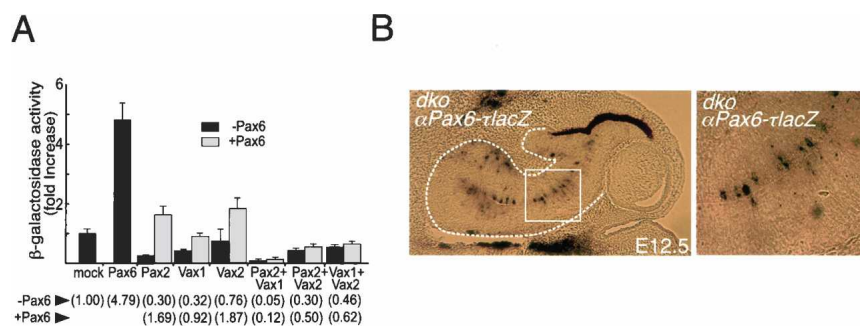 A
B
β-galactosidase activity
(fold Increase)
6
4
2
-Pax6
+Pax6
mock Pax6 Pax2 Vax1 Vax2 Pax2+ Pax2+ Vax1+
Vax1 Vax2 Vax2
-Pax6 ► (1.00) (4.79) (0.30) (0.32) (0.76) (0.05) (0.30) (0.46)
+Pax6 ► (1.69) (0.92) (1.87) (0.12) (0.50) (0.62)
dko
αPax6-τlacZ
E12.5
dko
αPax6-τlacZ